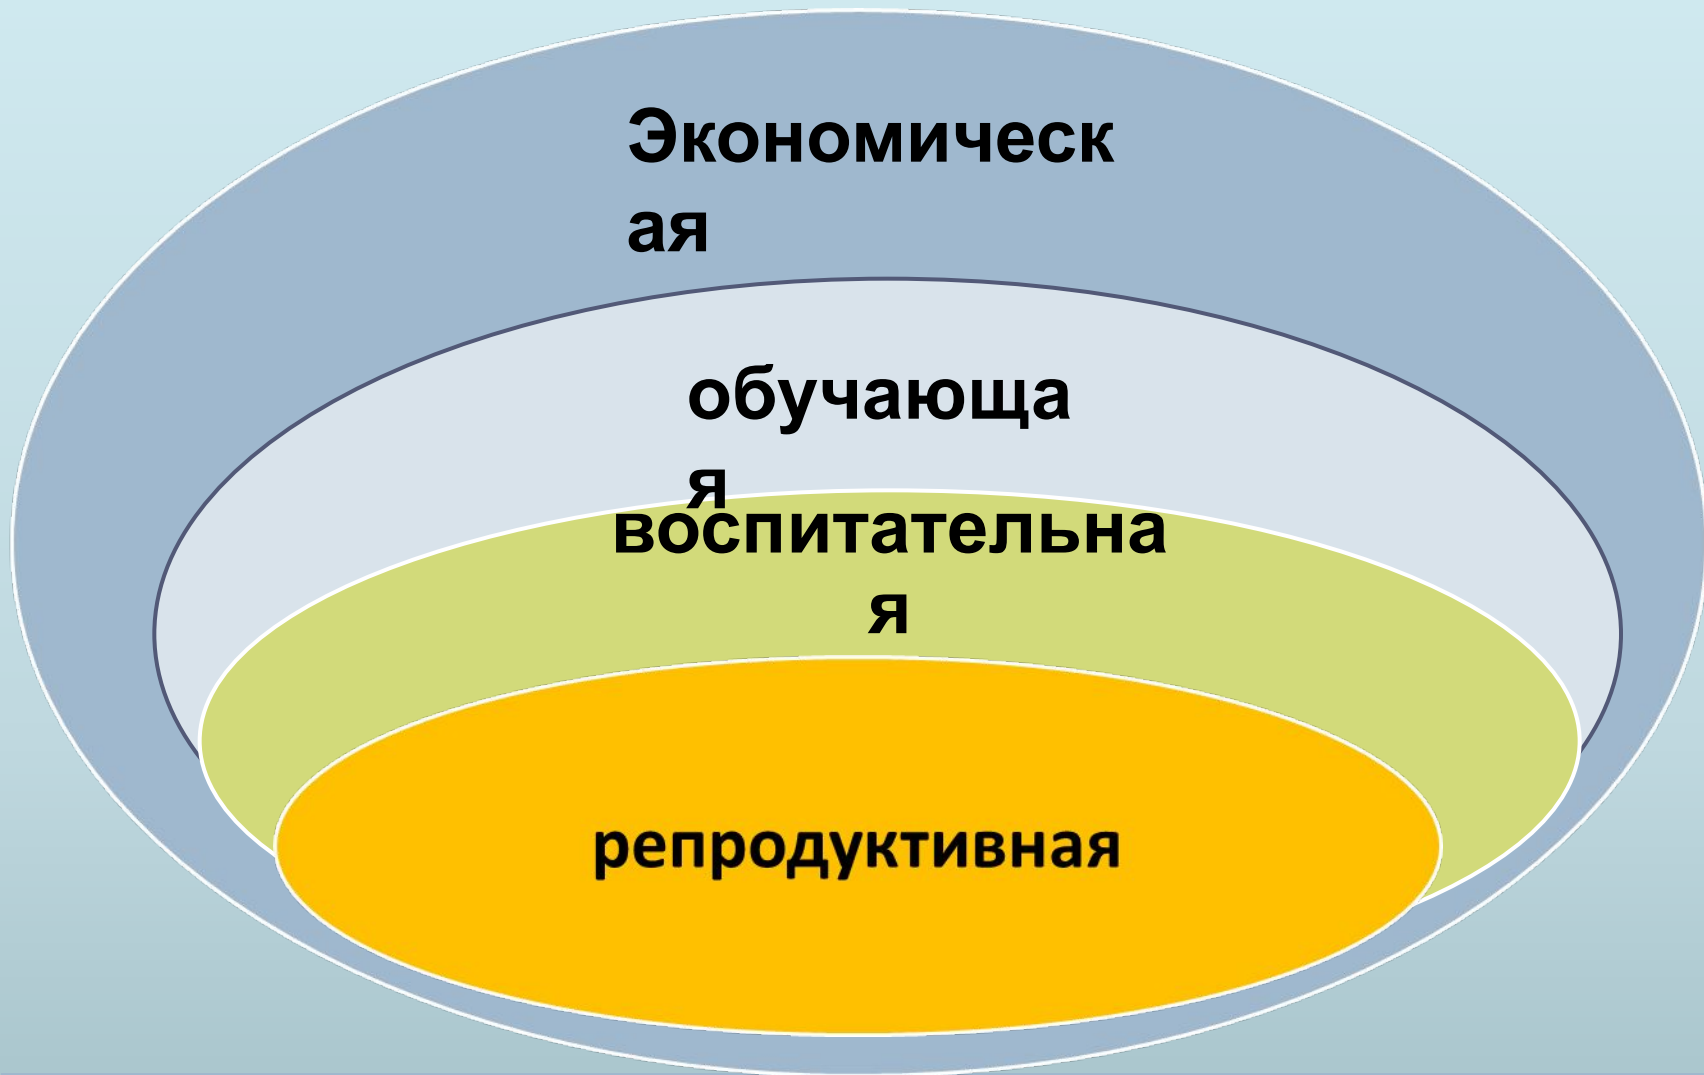 Экономическ
ая
обучающа
я
воспитательна
я
репродуктивная